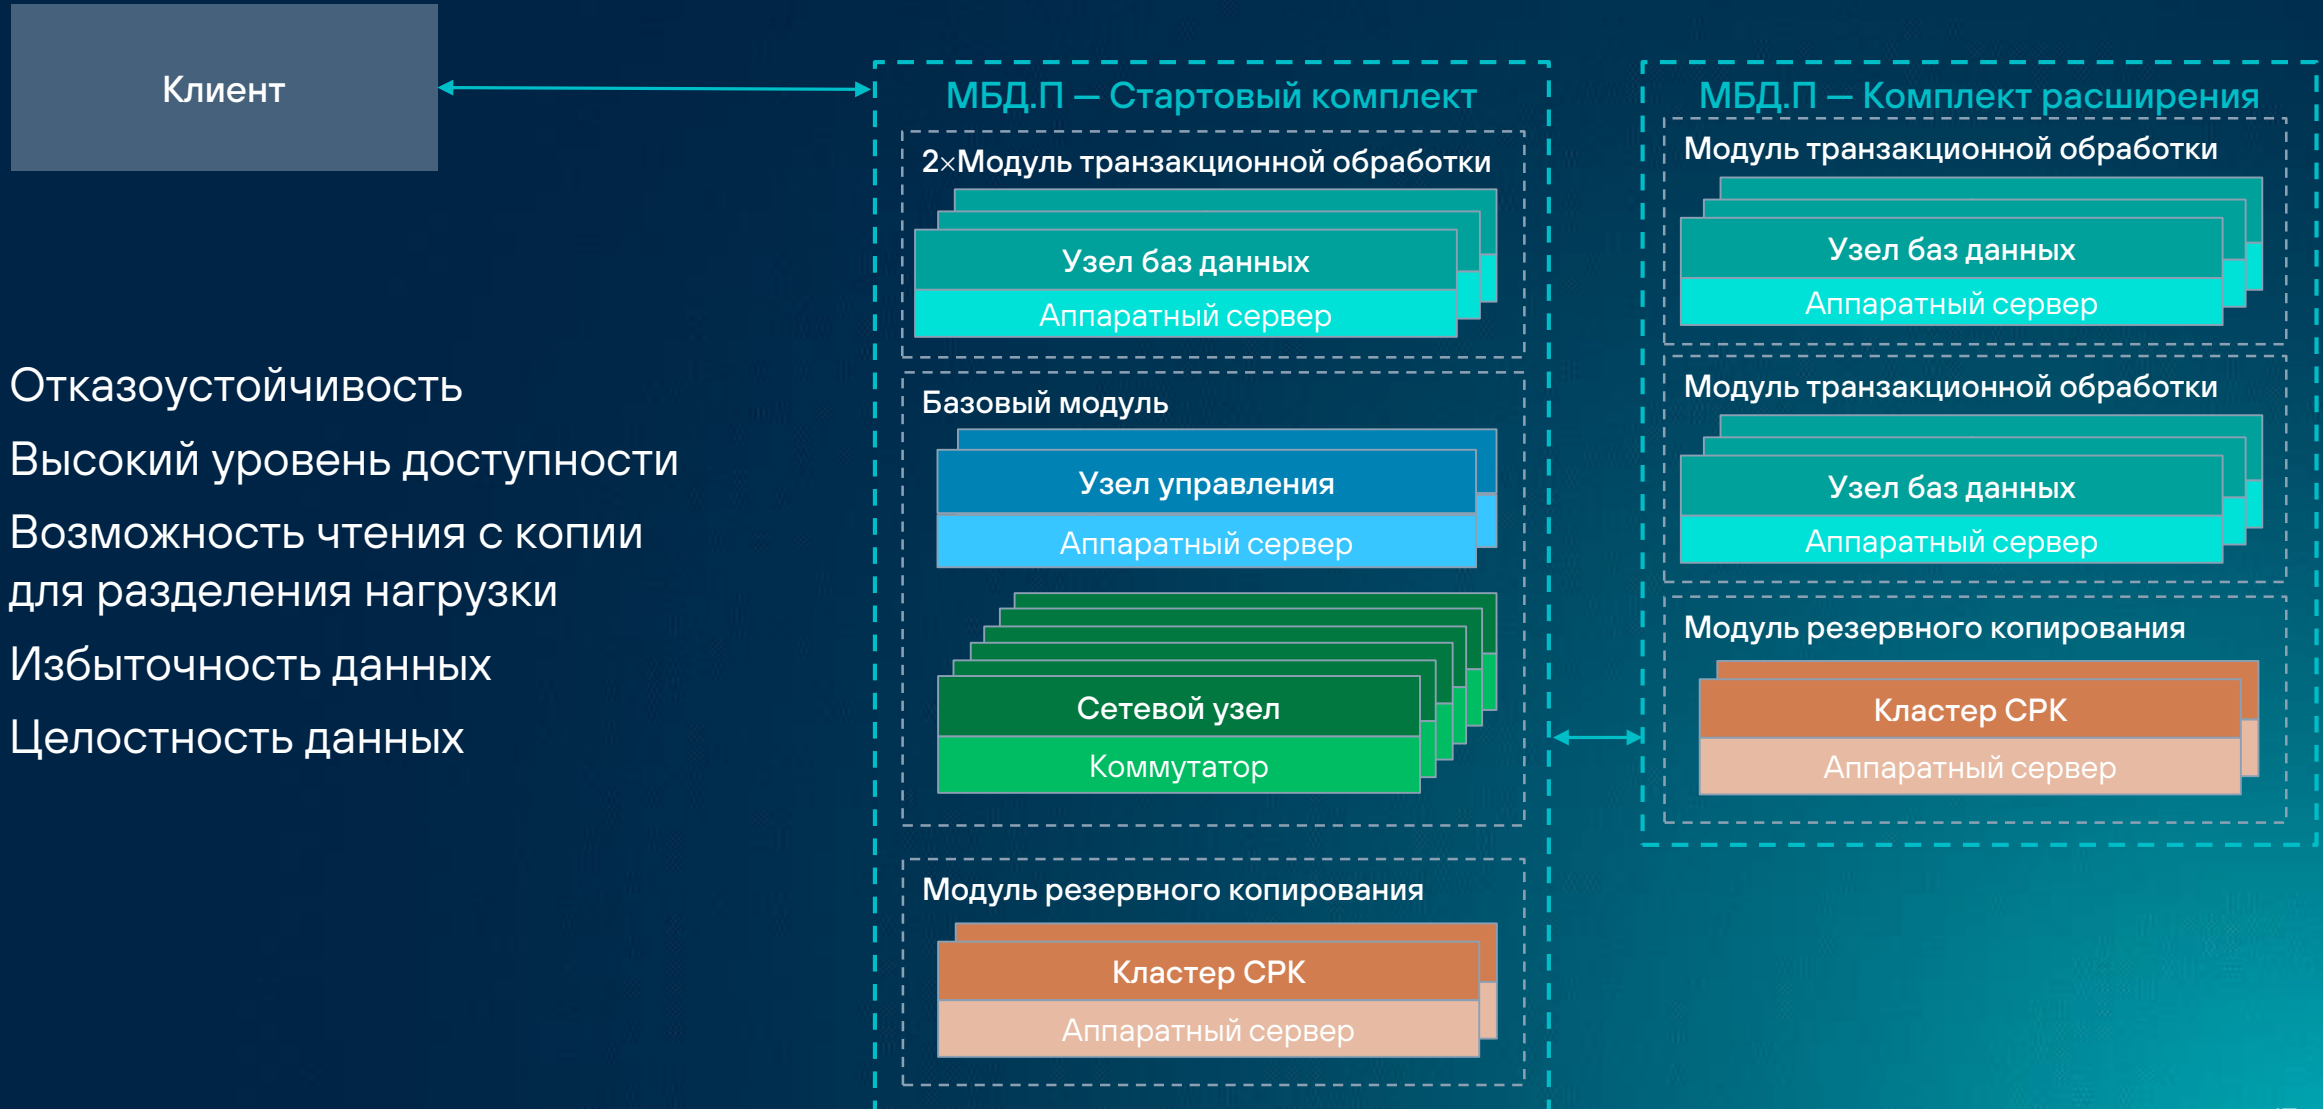 Клиент
Отказоустойчивость
Высокий уровень доступности
Возможность чтения с копии
для разделения нагрузки
Избыточность данных
Целостность данных
МБД.П — Стартовый комплект
2×Модуль транзакционной обработки
Узел баз данных
Аппаратный сервер
Базовый модуль
Узел управления
Аппаратный сервер
Сетевой узел
Коммутатор
Модуль резервного копирования
Кластер СРК
Аппаратный сервер
МБД.П — Комплект расширения
Модуль транзакционной обработки
Узел баз данных
Аппаратный сервер
Модуль транзакционной обработки
Узел баз данных
Аппаратный сервер
Модуль резервного копирования
Кластер СРК
Аппаратный сервер